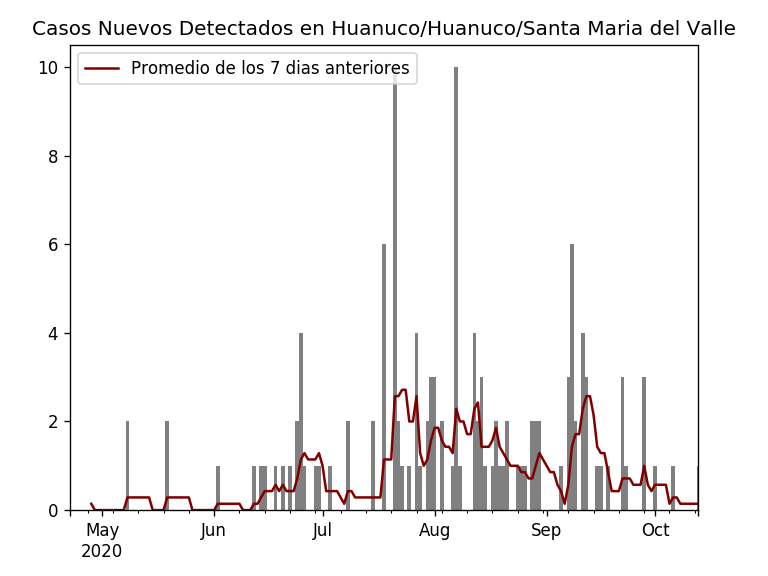 Casos Nuevos Detectados en Huanuco/Huanuco/Santa Maria del Valle
Promedio de los 7 dias anteriores
10
8
6
4
2
0
May Jun Jul Aug Sep Oct
2020